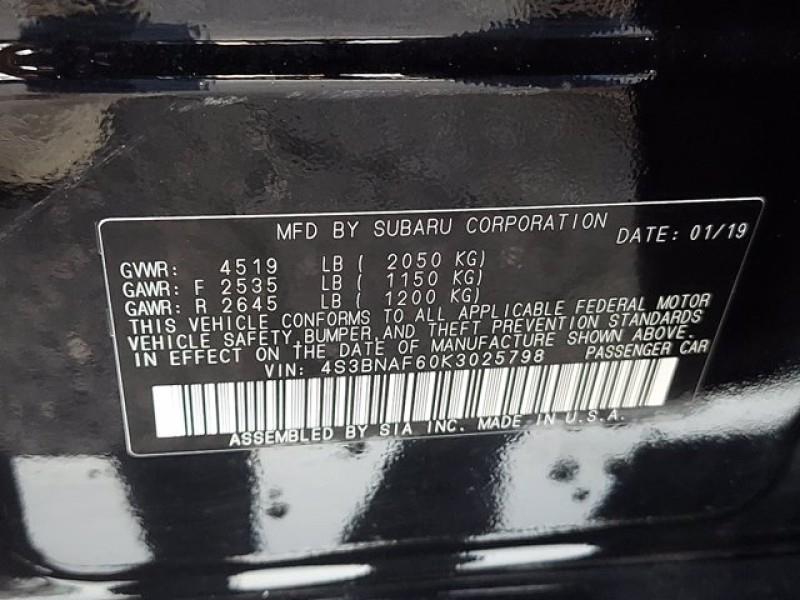 MFD BY SUBARU CORPORATION DATE: 01/19
GVWR: 4519 LB ( 2050 KG)
GAWR: F 2535 LB ( 1150 KG)
GAWR: R 2645 LB ( 1200 KG)
THIS VEHICLE CONFORMS TO ALL APPLICABLE FEDERAL MOTOR
VEHICLE SAFETY, BUMPER, AND THEFT PREVENTION STANDARDS
IN EFFECT ON THE DATE OF MANUFACTURE SHOWN ABOVE.
VIN: 4S3BNAF60K3025798 PASSENGER CAR
ASSEMBLED BY SIA INC. MADE IN U.S.A.